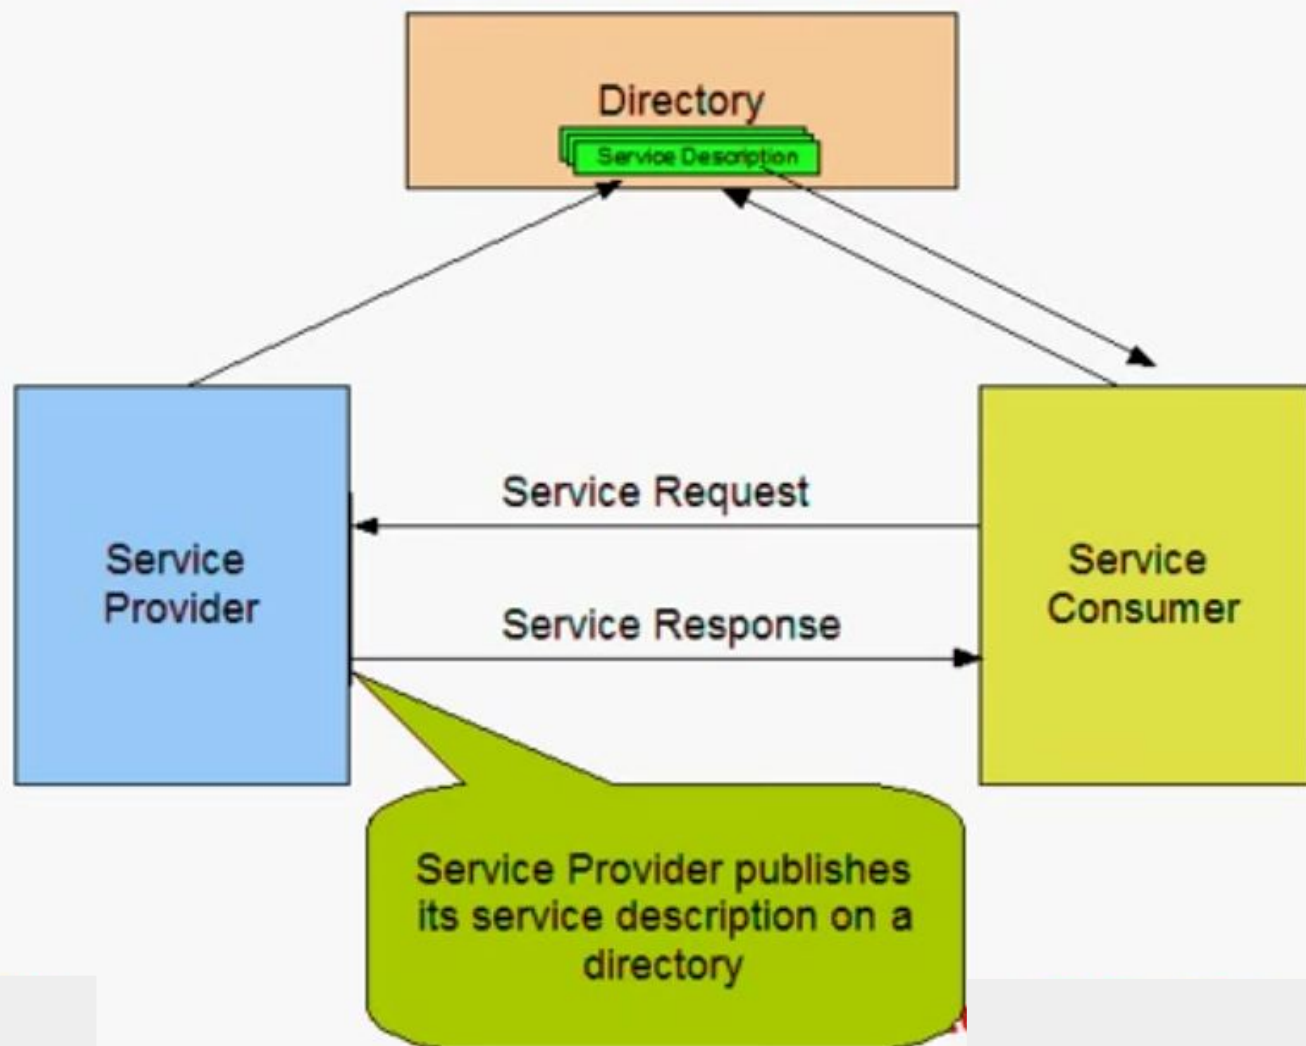 Directory
Service Description
Service Request
Service
Provider
Service
Consumer
Service Response
Service Provider publishes
its service description on a
directory